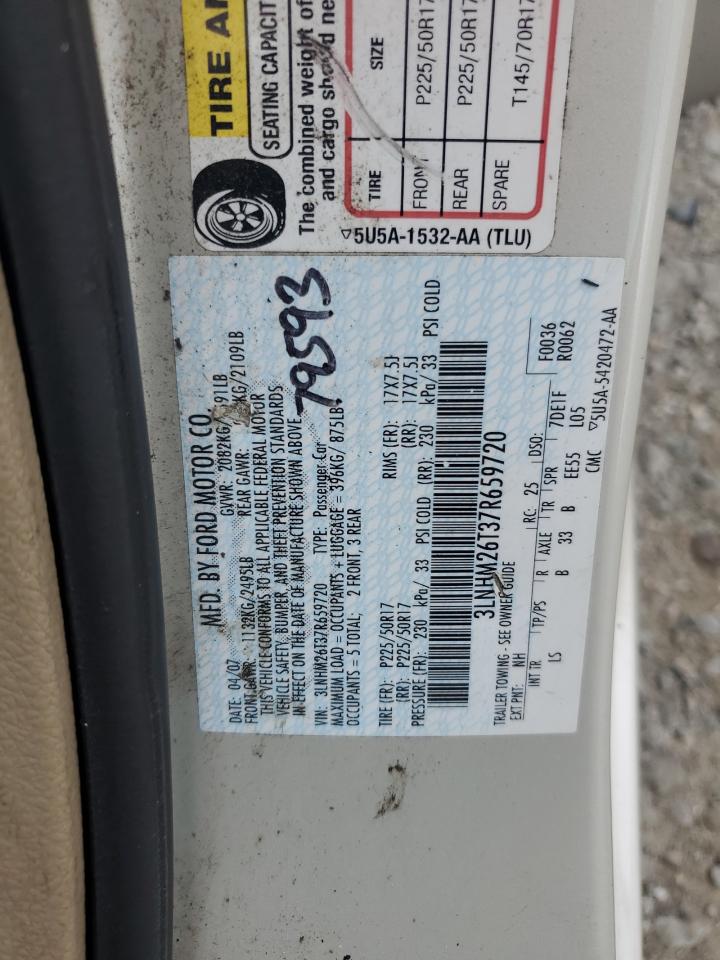 TIRE AN
SEATING CAPACIT
The combined weight of
and cargo should ne
TIRE SIZE
FRONT P225/50R17
REAR P225/50R17
SPARE T145/70R17
5U5A-1532-AA (TLU)
MFD. BY FORD MOTOR CO.
DATE: 04/07 GVWR: 2082KG/ 91LB
FRONT GAWR: 1132KG/2495LB REAR GAWR: KG/2109LB
THIS VEHICLE CONFORMS TO ALL APPLICABLE FEDERAL MOTOR
VEHICLE SAFETY, BUMPER, AND THEFT PREVENTION STANDARDS
IN EFFECT ON THE DATE OF MANUFACTURE SHOWN ABOVE
79593
VIN: 3LNHM26T37R659720 TYPE: Passenger Car
MAXIMUM LOAD = OCCUPANTS + LUGGAGE = 396KG/ 875LB
OCCUPANTS = 5 TOTAL; 2 FRONT, 3 REAR
TIRE (FR): P225/50R17 RIMS (FR): 17X7.5J
(RR): P225/50R17 (RR): 17X7.5J
PRESSURE (FR): 230 kPa/ 33 PSI COLD (RR): 230 kPa/ 33 PSI COLD
3LNHM26T37R659720
TRAILER TOWING - SEE OWNER GUIDE
EXT PNT: NH RC: 25 DSO: F0036
R0062
INT TR TP/PS R AXLE TR SPR 7DE1F
LS B 33 B EE55 L05
CMC 5U5A-5420472-AA